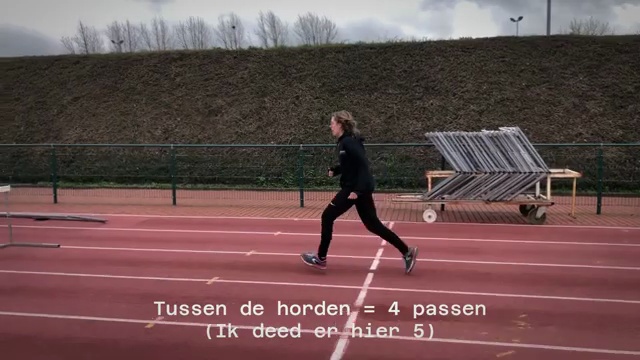 Tussen de horden = 4 passen
(Ik deed er hier 5)